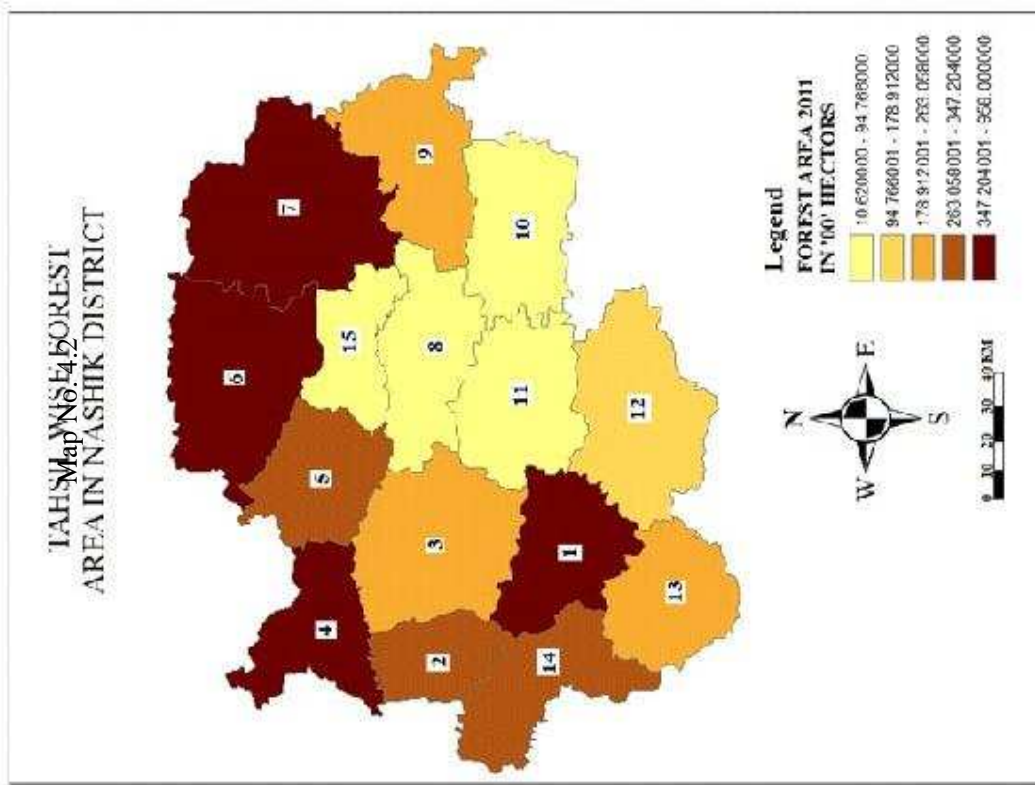 TAHSIL WISE FOREST
Map No. 4.2
AREA IN NASHIK DISTRICT
7
6
9
15
5
8
10
4
11
3
2
12
1
14
13
N
W
E
S
0 10 20 30 40 KM
Legend
FOREST AREA 2011
IN '00' HECTORS
10.620000 - 94.766000
94.766001 - 178.912000
178.912001 - 263.058000
263.058001 - 347.204000
347.204001 - 956.000000